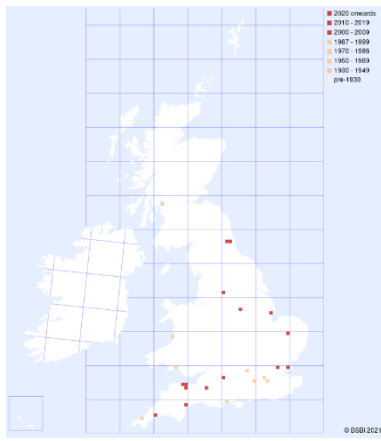 2020 onwards
2010 - 2019
2000 - 2009
1987 - 1999
1970 - 1986
1950 - 1969
1930 - 1949
pre-1930
© BSBI 2021